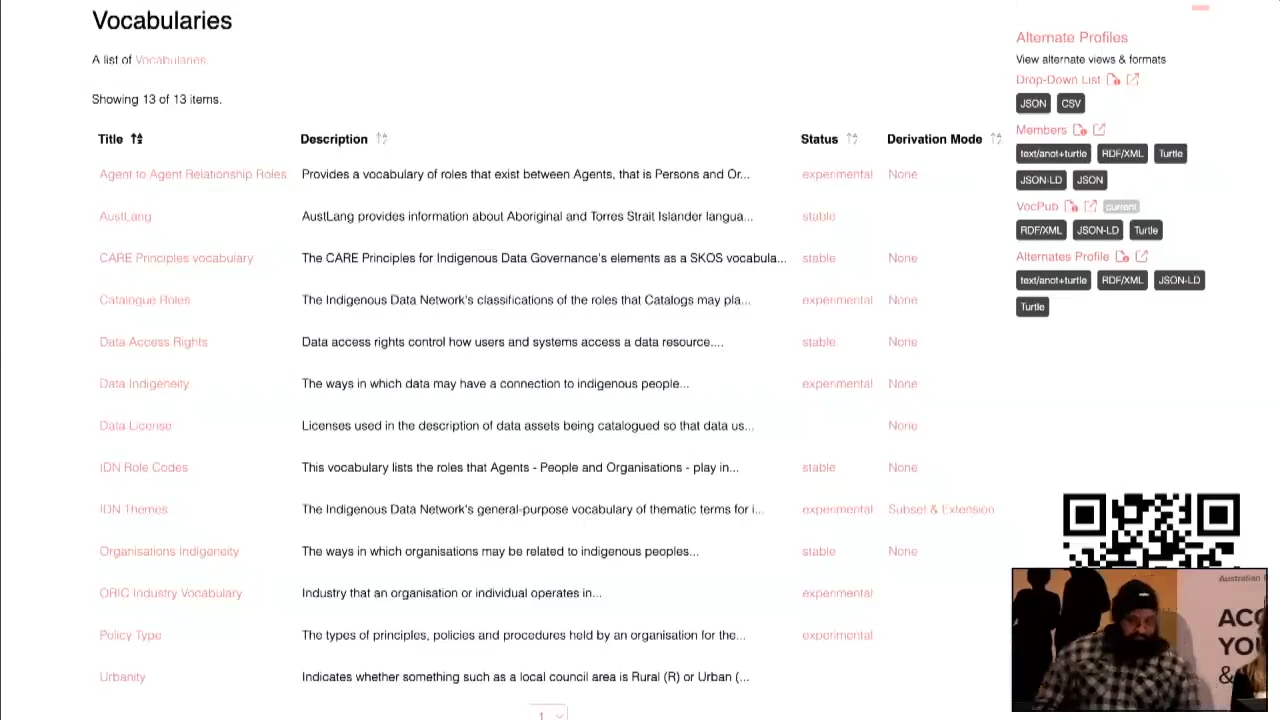 Vocabularies
A list of Vocabularies.
Showing 13 of 13 items.
Title Description Status Derivation Mode
Agent to Agent Relationship Roles Provides a vocabulary of roles that exist between Agents, that is Persons and Or... experimental None
AustLang AustLang provides information about Aboriginal and Torres Strait Islander langua... stable
CARE Principles vocabulary The CARE Principles for Indigenous Data Governance's elements as a SKOS vocabula... stable None
Catalogue Roles The Indigenous Data Network's classifications of the roles that Catalogs may pla... experimental None
Data Access Rights Data access rights control how users and systems access a data resource.... stable None
Data Indigeneity The ways in which data may have a connection to indigenous people... experimental None
Data License Licenses used in the description of data assets being catalogued so that data us... None
IDN Role Codes This vocabulary lists the roles that Agents - People and Organisations - play in... stable None
IDN Themes The Indigenous Data Network's general-purpose vocabulary of thematic terms for i... experimental Subset & Extension
Organisations Indigeneity The ways in which organisations may be related to indigenous peoples... stable None
ORIC Industry Vocabulary Industry that an organisation or individual operates in... experimental
Policy Type The types of principles, policies and procedures held by an organisation for the... experimental
Urbanity Indicates whether something such as a local council area is Rural (R) or Urban (...
1
Alternate Profiles
View alternate views & formats
Drop-Down List
JSON CSV
Members
text/anot+turtle RDF/XML Turtle
JSON-LD JSON
VocPub current
RDF/XML JSON-LD Turtle
Alternates Profile
text/anot+turtle RDF/XML JSON-LD
Turtle
Australian
ACC
YOU
&